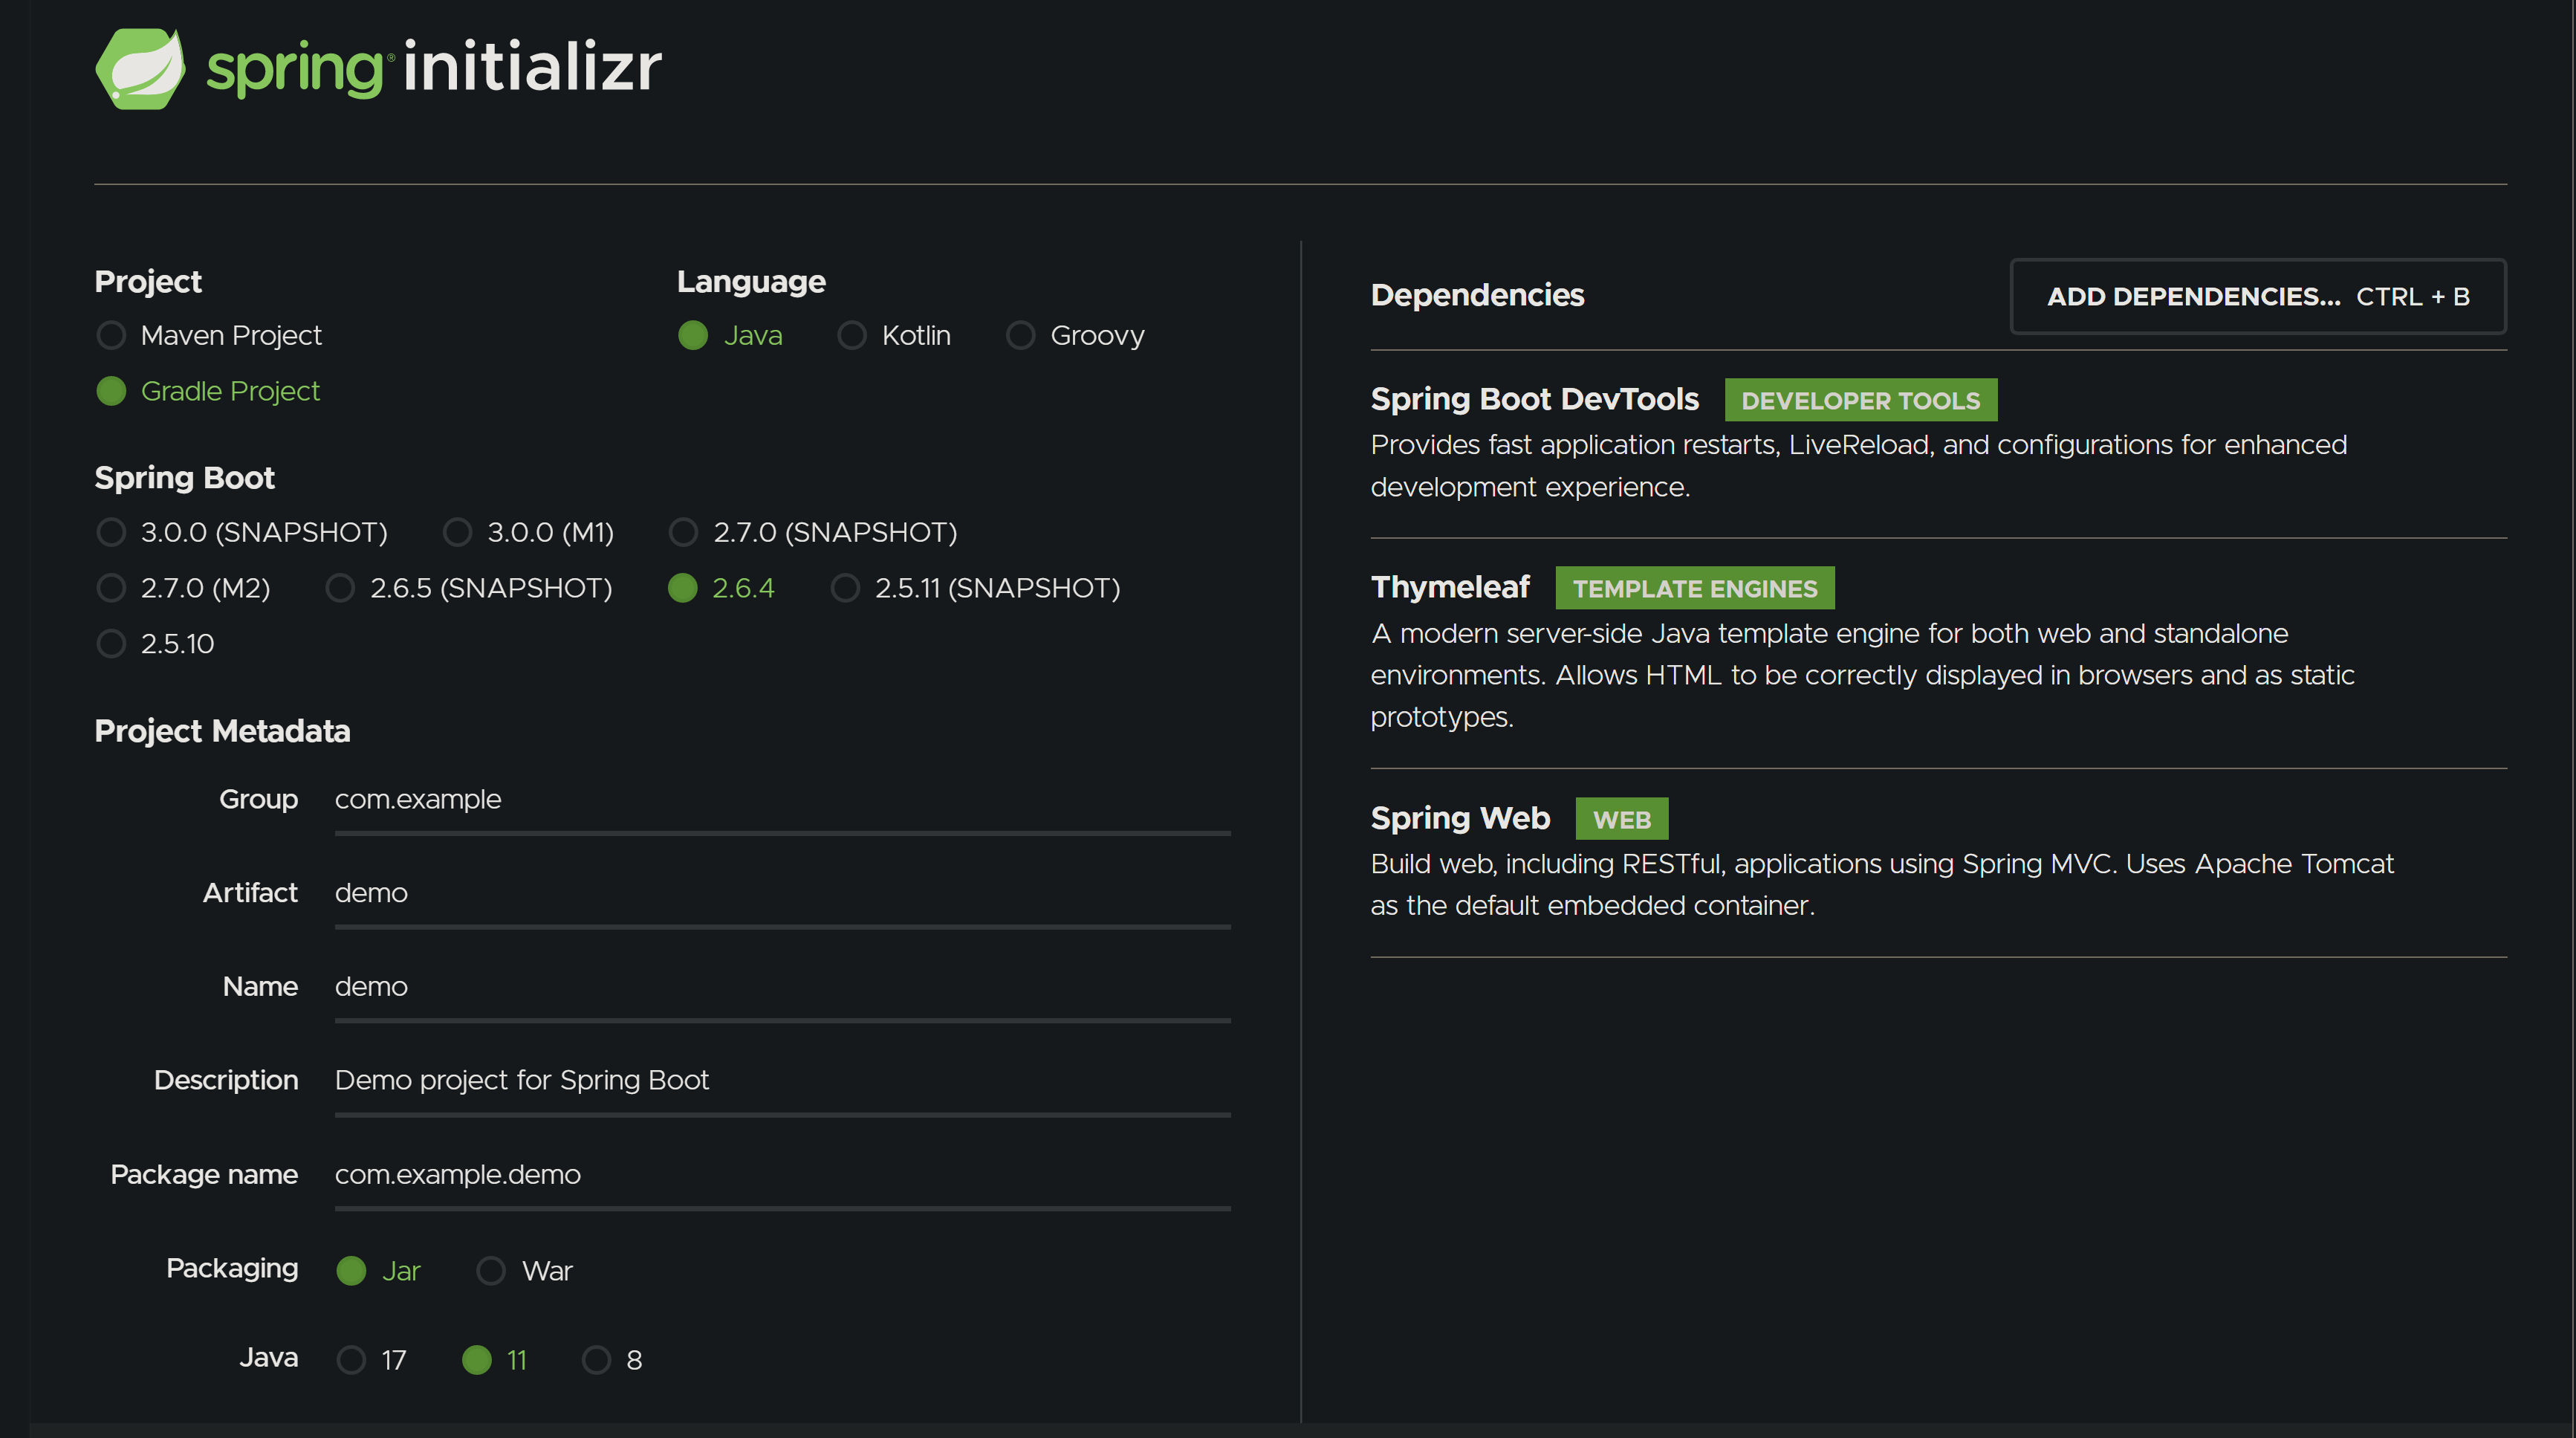 spring® initializr
Project
Maven Project
Gradle Project
Language
Java Kotlin Groovy
Spring Boot
3.0.0 (SNAPSHOT) 3.0.0 (M1) 2.7.0 (SNAPSHOT)
2.7.0 (M2) 2.6.5 (SNAPSHOT) 2.6.4 2.5.11 (SNAPSHOT)
2.5.10
Project Metadata
Group com.example
Artifact demo
Name demo
Description Demo project for Spring Boot
Package name com.example.demo
Packaging Jar War
Java 17 11 8
Dependencies ADD DEPENDENCIES... CTRL + B
Spring Boot DevTools DEVELOPER TOOLS
Provides fast application restarts, LiveReload, and configurations for enhanced
development experience.
Thymeleaf TEMPLATE ENGINES
A modern server-side Java template engine for both web and standalone
environments. Allows HTML to be correctly displayed in browsers and as static
prototypes.
Spring Web WEB
Build web, including RESTful, applications using Spring MVC. Uses Apache Tomcat
as the default embedded container.